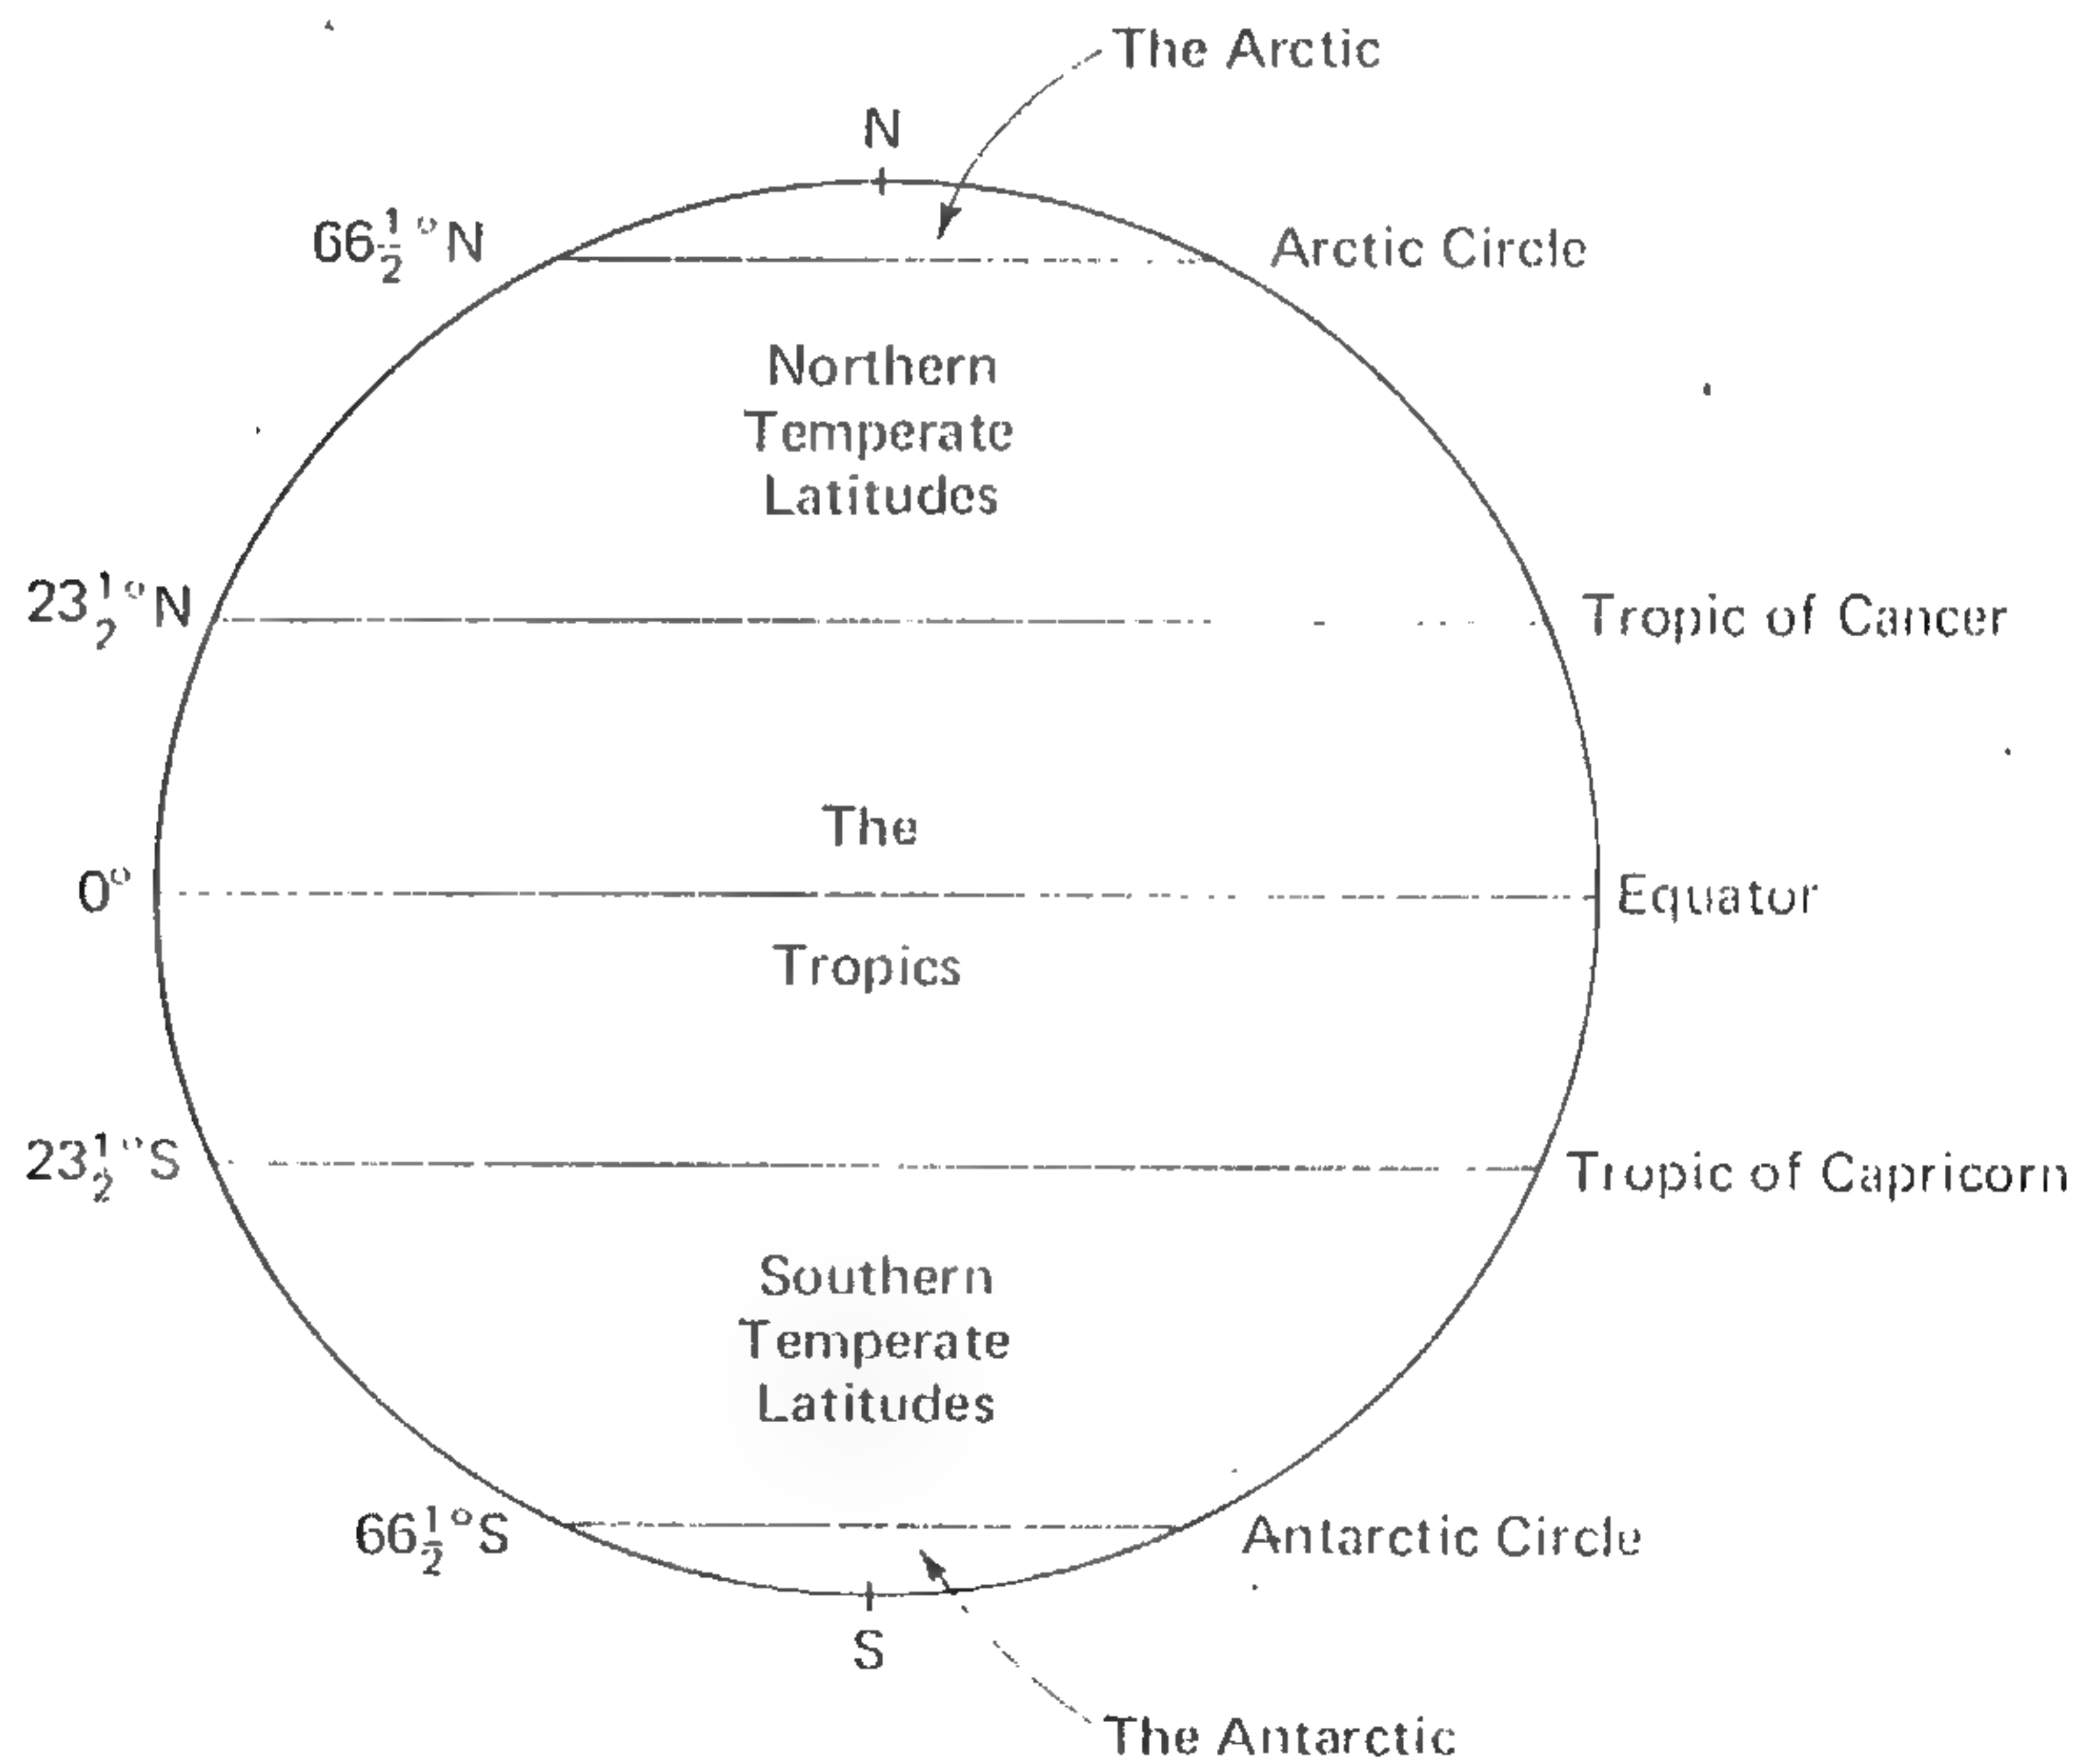 The Arctic
N
66½°N
Arctic Circle
Northern
Temperate
Latitudes
23½°N
Tropic of Cancer
The
0°
Equator
Tropics
23½°S
Tropic of Capricorn
Southern
Temperate
Latitudes
66½°S
Antarctic Circle
S
The Antarctic